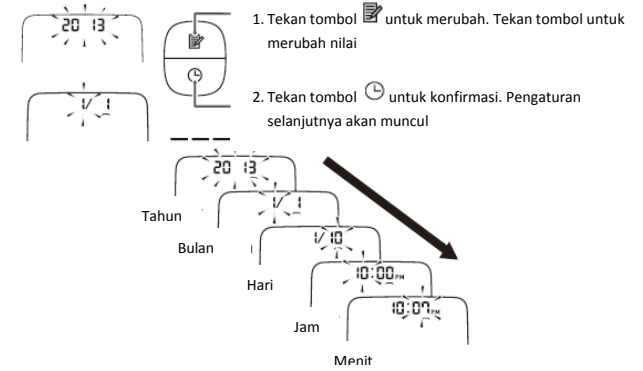 20 13
1. Tekan tombol untuk merubah. Tekan tombol untuk
merubah nilai
1/ 1
2. Tekan tombol untuk konfirmasi. Pengaturan
selanjutnya akan muncul
20 13
Tahun
1/ 1
Bulan
1/10
Hari
10:00 PM
Jam
10:07 PM
Menit